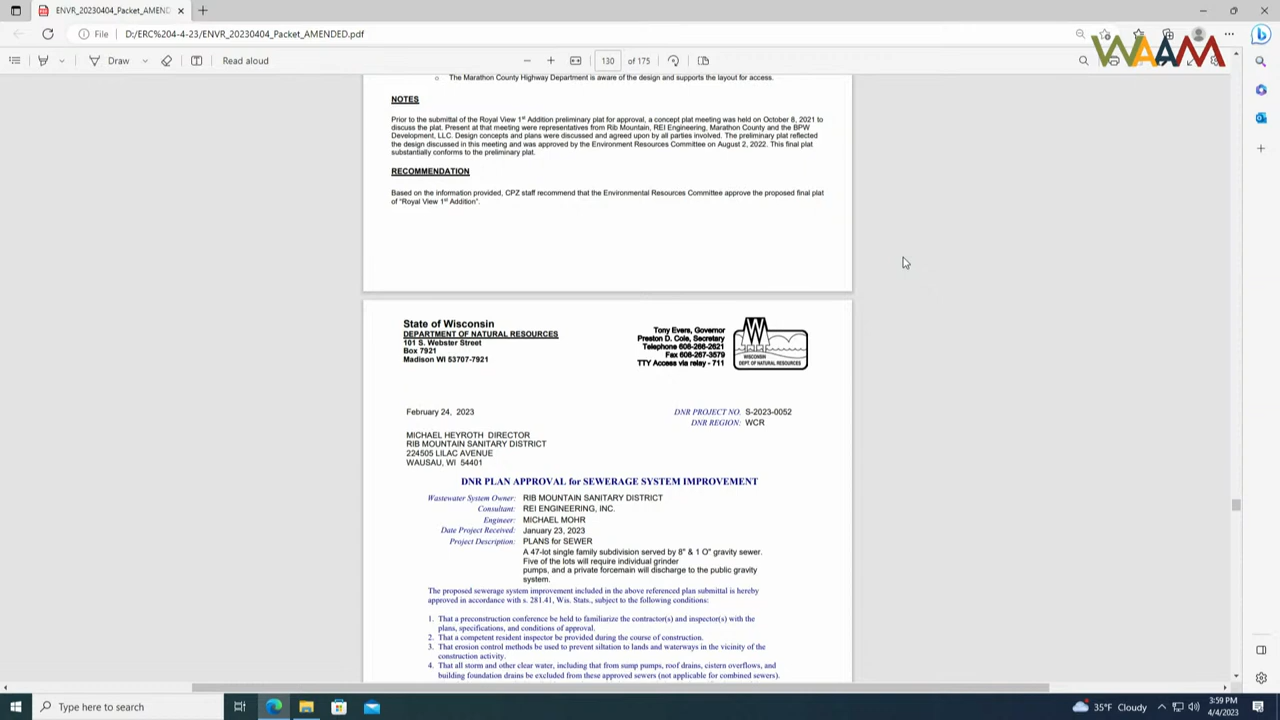 ENVR_20230404_Packet_AMEND
File D:/ERC%204-4-23/ENVR_20230404_Packet_AMENDED.pdf
WAAM
Draw Read aloud 130 of 175
o The Marathon County Highway Department is aware of the design and supports the layout for access.
NOTES
Prior to the submittal of the Royal View 1st Addition preliminary plat for approval, a concept plat meeting was held on October 8, 2021 to
discuss the plat. Present at that meeting were representatives from Rib Mountain, REI Engineering, Marathon County and the BPW
Development, LLC. Design concepts and plans were discussed and agreed upon by all parties involved. The preliminary plat reflected
the design discussed in this meeting and was approved by the Environment Resources Committee on August 2, 2022. This final plat
substantially conforms to the preliminary plat.
RECOMMENDATION
Based on the information provided, CPZ staff recommend that the Environmental Resources Committee approve the proposed final plat
of "Royal View 1st Addition".
State of Wisconsin
DEPARTMENT OF NATURAL RESOURCES
101 S. Webster Street
Box 7921
Madison WI 53707-7921
Tony Evers, Governor
Preston D. Cole, Secretary
Telephone 608-266-2621
Fax 608-267-3579
TTY Access via relay - 711
WISCONSIN
DEPT. OF NATURAL RESOURCES
February 24, 2023
DNR PROJECT NO. S-2023-0052
DNR REGION: WCR
MICHAEL HEYROTH DIRECTOR
RIB MOUNTAIN SANITARY DISTRICT
224505 LILAC AVENUE
WAUSAU, WI 54401
DNR PLAN APPROVAL for SEWERAGE SYSTEM IMPROVEMENT
Wastewater System Owner: RIB MOUNTAIN SANITARY DISTRICT
Consultant: REI ENGINEERING, INC.
Engineer: MICHAEL MOHR
Date Project Received: January 23, 2023
Project Description: PLANS for SEWER
A 47-lot single family subdivision served by 8" & 1 O" gravity sewer.
Five of the lots will require individual grinder
pumps, and a private forcemain will discharge to the public gravity
system.
The proposed sewerage system improvement included in the above referenced plan submittal is hereby
approved in accordance with s. 281.41, Wis. Stats., subject to the following conditions:
1. That a preconstruction conference be held to familiarize the contractor(s) and inspector(s) with the
plans, specifications, and conditions of approval.
2. That a competent resident inspector be provided during the course of construction.
3. That erosion control methods be used to prevent siltation to lands and waterways in the vicinity of the
construction activity.
4. That all storm and other clear water, including that from sump pumps, roof drains, cistern overflows, and
building foundation drains be excluded from these approved sewers (not applicable for combined sewers).
Type here to search
35°F Cloudy
3:59 PM
4/4/2023